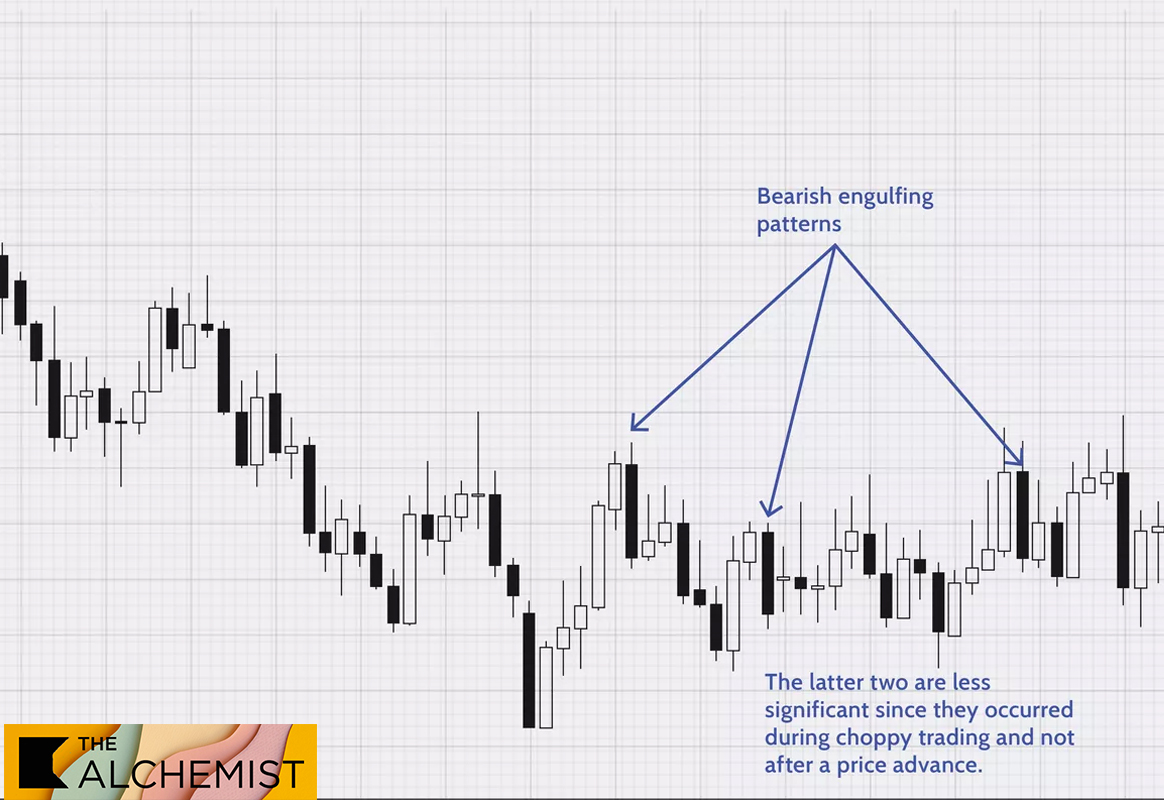 Bearish engulfing
patterns
The latter two are less
significant since they occurred
during choppy trading and not
after a price advance.
THE
ALCHEMIST